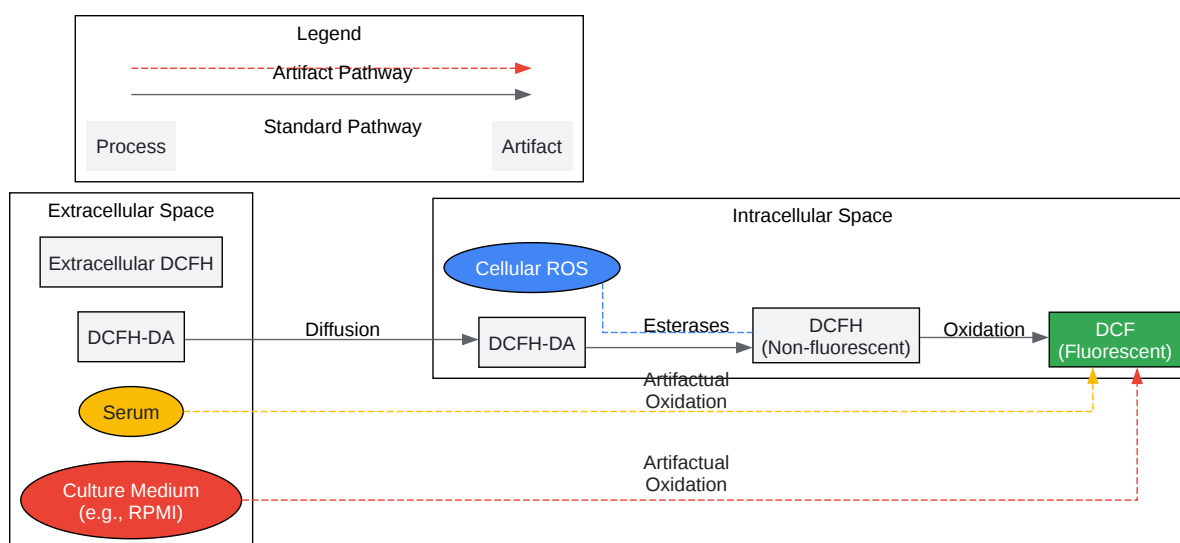 Legend
Artifact Pathway
Standard Pathway
Process
Artifact
Extracellular Space
Extracellular DCFH
DCFH-DA
Serum
Culture Medium
(e.g., RPMI)
Diffusion
Intracellular Space
Cellular ROS
DCFH-DA
Esterases
DCFH
(Non-fluorescent)
Oxidation
DCF
(Fluorescent)
Artifactual
Oxidation
Artifactual
Oxidation